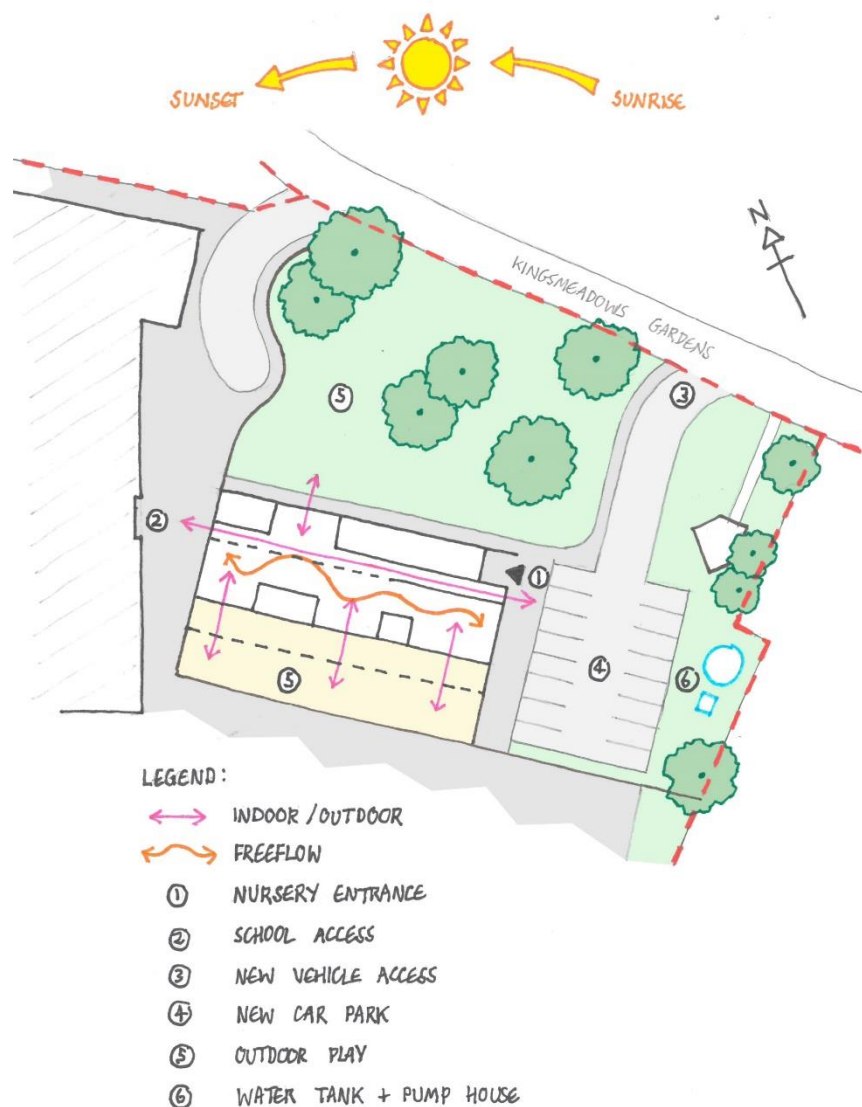 SUNSET
SUNRISE
N
KINGSMEADOWS GARDENS
5
3
2
1
4
6
5
LEGEND:
INDOOR / OUTDOOR
FREEFLOW
1 NURSERY ENTRANCE
2 SCHOOL ACCESS
3 NEW VEHICLE ACCESS
4 NEW CAR PARK
5 OUTDOOR PLAY
6 WATER TANK + PUMP HOUSE